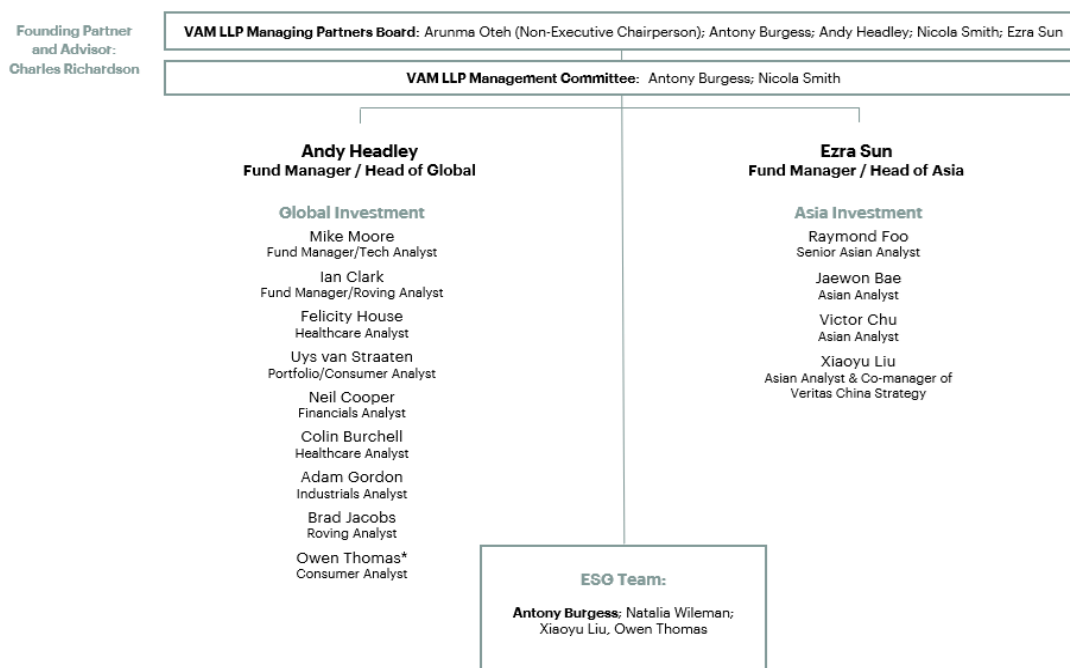 Founding Partner
and Advisor:
Charles Richardson
VAM LLP Managing Partners Board: Arunma Oteh (Non-Executive Chairperson); Antony Burgess; Andy Headley; Nicola Smith; Ezra Sun
VAM LLP Management Committee: Antony Burgess; Nicola Smith
Andy Headley
Fund Manager / Head of Global
Global Investment
Mike Moore
Fund Manager/Tech Analyst
Ian Clark
Fund Manager/Roving Analyst
Felicity House
Healthcare Analyst
Uys van Straaten
Portfolio/Consumer Analyst
Neil Cooper
Financials Analyst
Colin Burchell
Healthcare Analyst
Adam Gordon
Industrials Analyst
Brad Jacobs
Roving Analyst
Owen Thomas*
Consumer Analyst
Ezra Sun
Fund Manager / Head of Asia
Asia Investment
Raymond Foo
Senior Asian Analyst
Jaewon Bae
Asian Analyst
Victor Chu
Asian Analyst
Xiaoyu Liu
Asian Analyst & Co-manager of
Veritas China Strategy
ESG Team:
Antony Burgess; Natalia Wileman;
Xiaoyu Liu, Owen Thomas